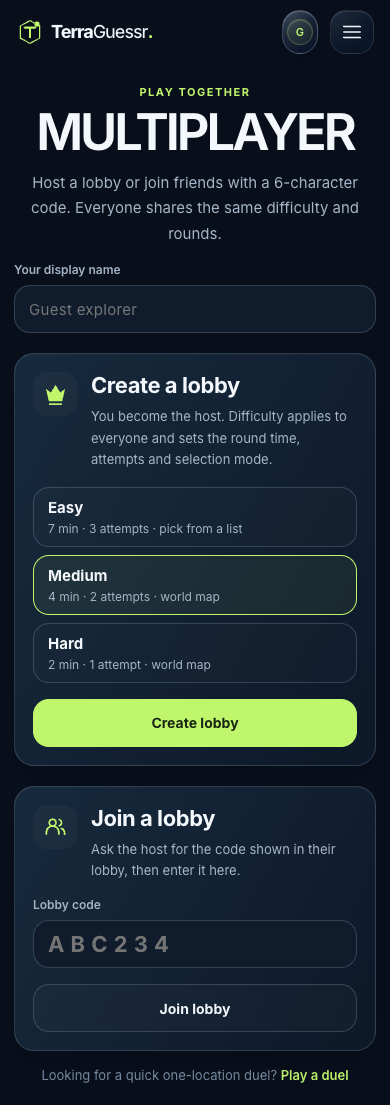 TerraGuessr.
G
PLAY TOGETHER
MULTIPLAYER
Host a lobby or join friends with a 6-character
code. Everyone shares the same difficulty and
rounds.
Your display name
Guest explorer
Create a lobby
You become the host. Difficulty applies to
everyone and sets the round time,
attempts and selection mode.
Easy
7 min · 3 attempts · pick from a list
Medium
4 min · 2 attempts · world map
Hard
2 min · 1 attempt · world map
Create lobby
Join a lobby
Ask the host for the code shown in their
lobby, then enter it here.
Lobby code
ABC234
Join lobby
Looking for a quick one-location duel? Play a duel